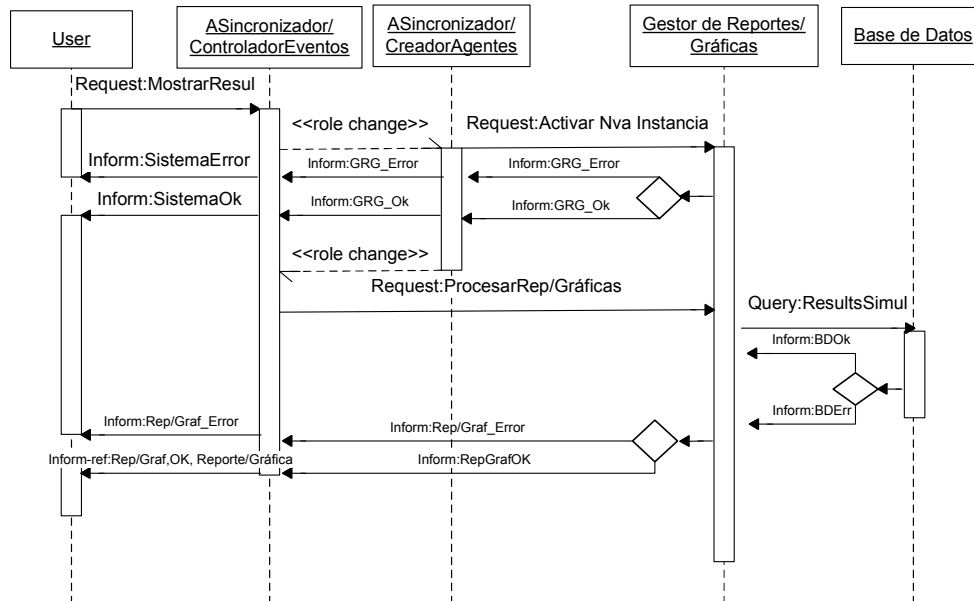 User
ASincronizador/
ControladorEventos
ASincronizador/
CreadorAgentes
Gestor de Reportes/
Gráficas
Base de Datos
Request:MostrarResul
<<role change>>
Request:Activar Nva Instancia
Inform:SistemaError
Inform:GRG_Error
Inform:GRG_Error
Inform:SistemaOk
Inform:GRG_Ok
Inform:GRG_Ok
<<role change>>
Request:ProcesarRep/Gráficas
Query:ResultsSimul
Inform:BDOk
Inform:BDErr
Inform:Rep/Graf_Error
Inform:Rep/Graf_Error
Inform-ref:Rep/Graf,OK, Reporte/Gráfica
Inform:RepGrafOK